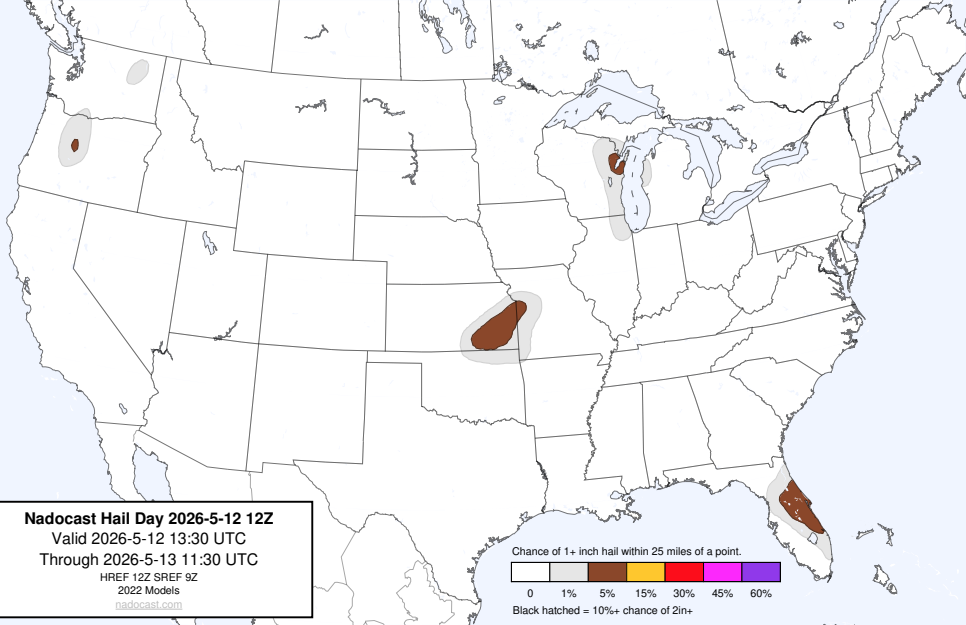 Nadocast Hail Day 2026-5-12 12Z
Valid 2026-5-12 13:30 UTC
Through 2026-5-13 11:30 UTC
HREF 12Z SREF 9Z
2022 Models
nadocast.com
Chance of 1+ inch hail within 25 miles of a point.
0 1% 5% 15% 30% 45% 60%
Black hatched = 10%+ chance of 2in+